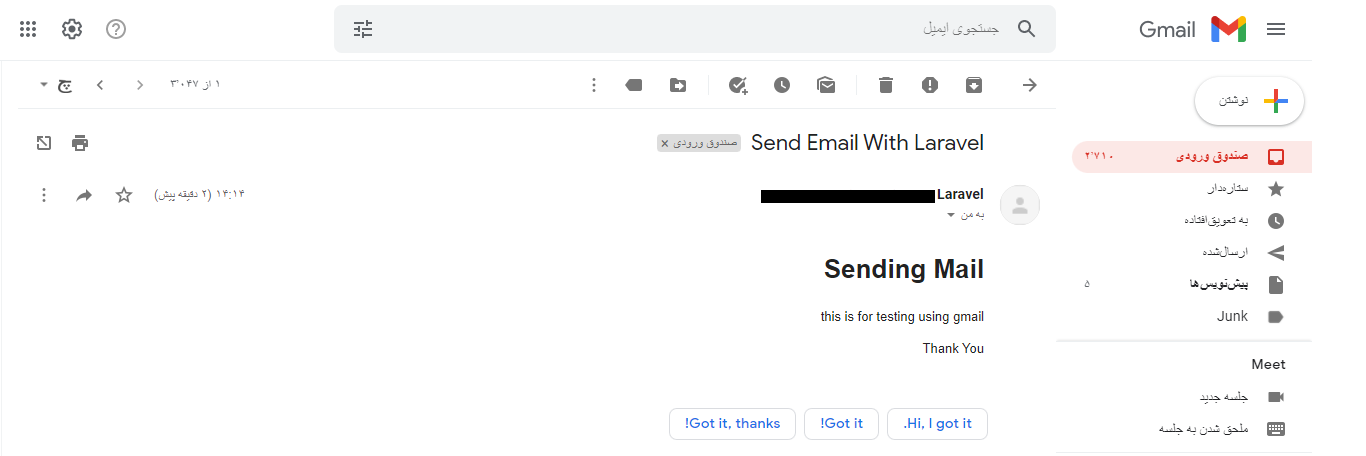 Gmail
جستجوی ایمیل
نوشتن
صندوق ورودی ۲٬۷۱۰
ستاره‌دار
به تعویق‌افتاده
ارسال‌شده
پیش‌نویس‌ها ۵
Junk
Meet
جلسه جدید
ملحق شدن به جلسه
۱ از ۳٬۰۴۷
Send Email With Laravel
صندوق ورودی ×
Laravel
۱۴:۱۴ (۲ دقیقه پیش)
به من
Sending Mail
this is for testing using gmail
Thank You
.Hi, I got it
!Got it
!Got it, thanks